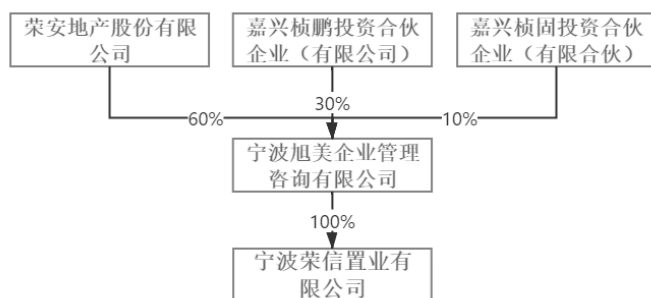 荣安地产股份有限
公司
嘉兴桢鹏投资合伙
企业（有限公司）
嘉兴桢固投资合伙
企业（有限合伙）
60%
30%
10%
宁波旭美企业管理
咨询有限公司
100%
宁波荣信置业有
限公司